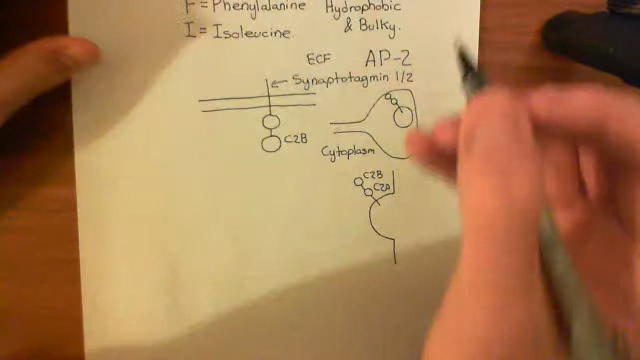 F = Phenylalanine Hydrophobic
I = Isoleucine & Bulky.
ECF AP-2
Synaptotagmin 1/2
C2B
Cytoplasm
C2B
C2A